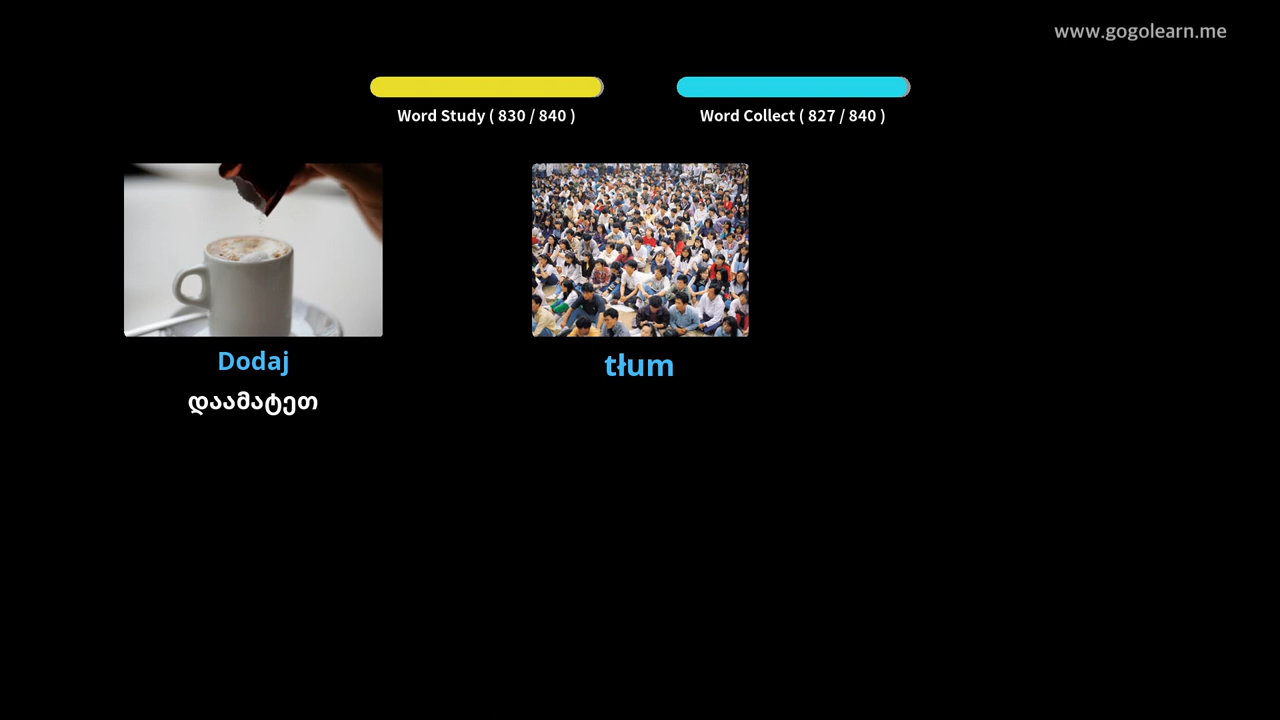 www.gogolearn.me
Word Study ( 830 / 840 )
Word Collect ( 827 / 840 )
Dodaj
tłum
დაამატეთ